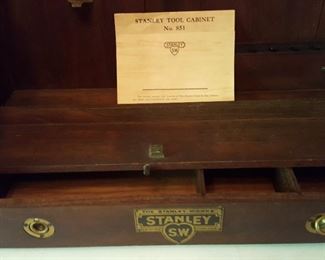 STANLEY TOOL CABINET
No. 851
STANLEY
SW
THE STANLEY WORKS
STANLEY
SW